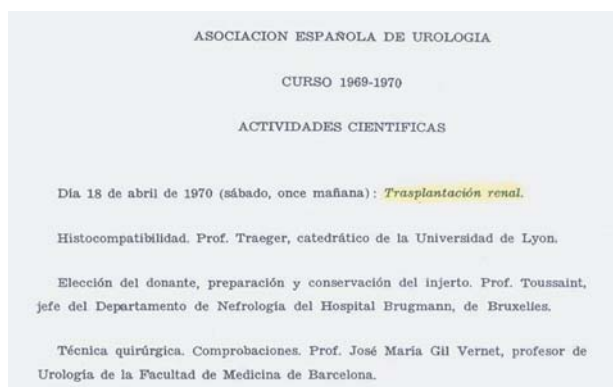 ASOCIACION ESPAÑOLA DE UROLOGIA
CURSO 1969-1970
ACTIVIDADES CIENTIFICAS
Día 18 de abril de 1970 (sábado, once mañana): Trasplantación renal.
Histocompatibilidad. Prof. Traeger, catedrático de la Universidad de Lyon.
Elección del donante, preparación y conservación del injerto. Prof. Toussaint,
jefe del Departamento de Nefrología del Hospital Brugmann, de Bruxelles.
Técnica quirúrgica. Comprobaciones. Prof. José María Gil Vernet, profesor de
Urología de la Facultad de Medicina de Barcelona.